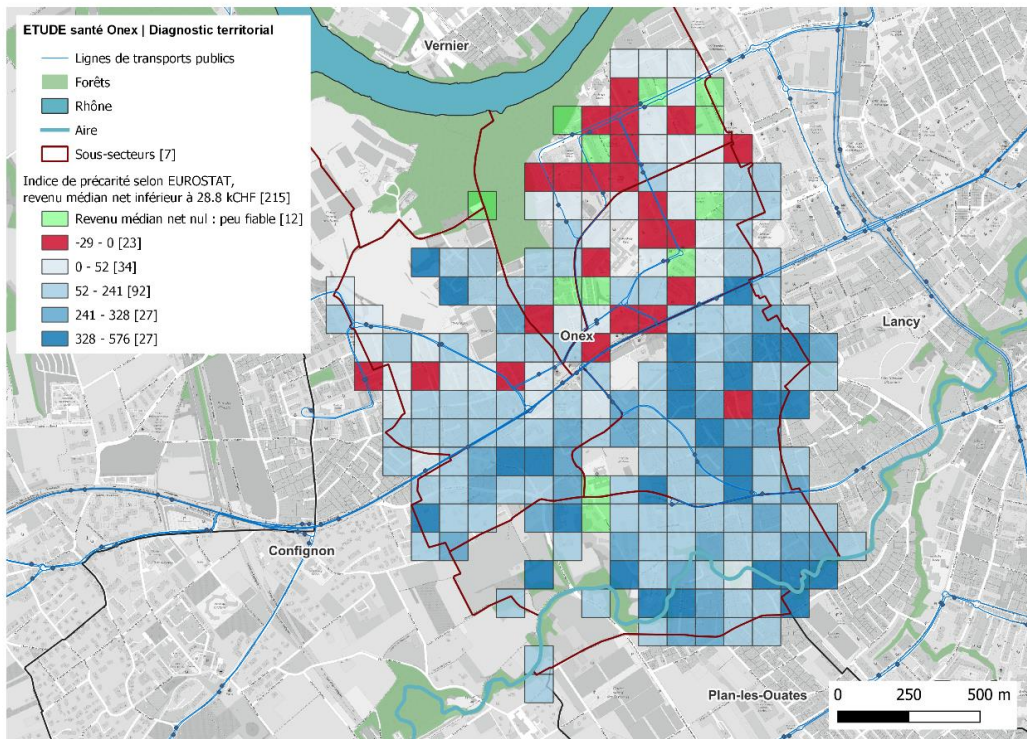 ETUDE santé Onex | Diagnostic territorial
Lignes de transports publics
Forêts
Rhône
Aire
Sous-secteurs [7]
Indice de précarité selon EUROSTAT,
revenu médian net inférieur à 28.8 kCHF [215]
Revenu médian net nul : peu fiable [12]
-29 - 0 [23]
0 - 52 [34]
52 - 241 [92]
241 - 328 [27]
328 - 576 [27]
Vernier
Lancy
Onex
Confignon
Plan-les-Ouates
0 250 500 m